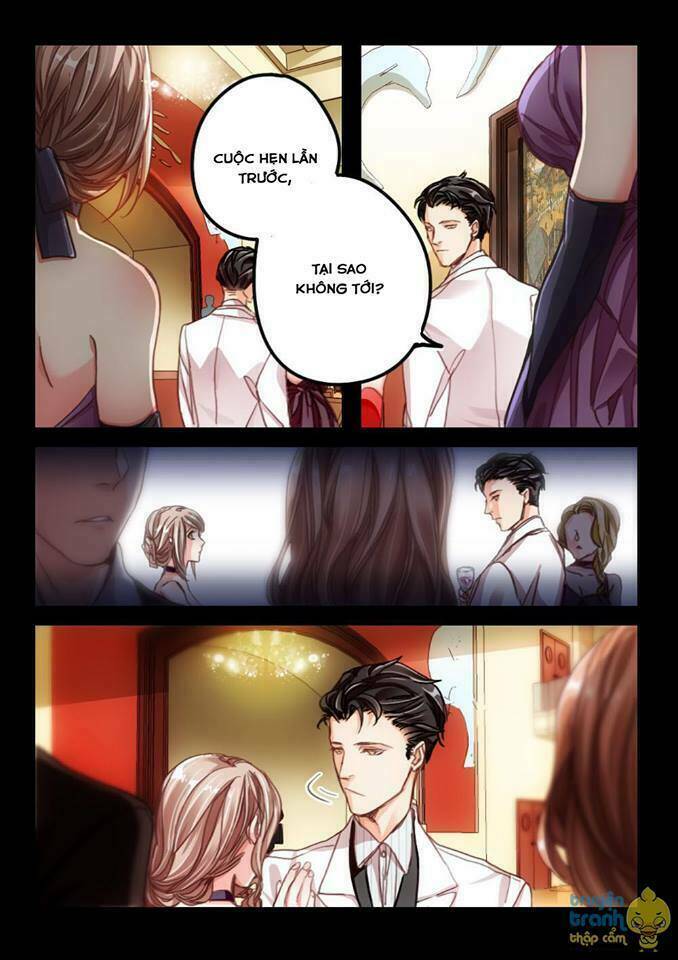 CUỘC HẸN LẦN
TRƯỚC,
TẠI SAO
KHÔNG TỚI?
truyện
tranh
thập cẩm